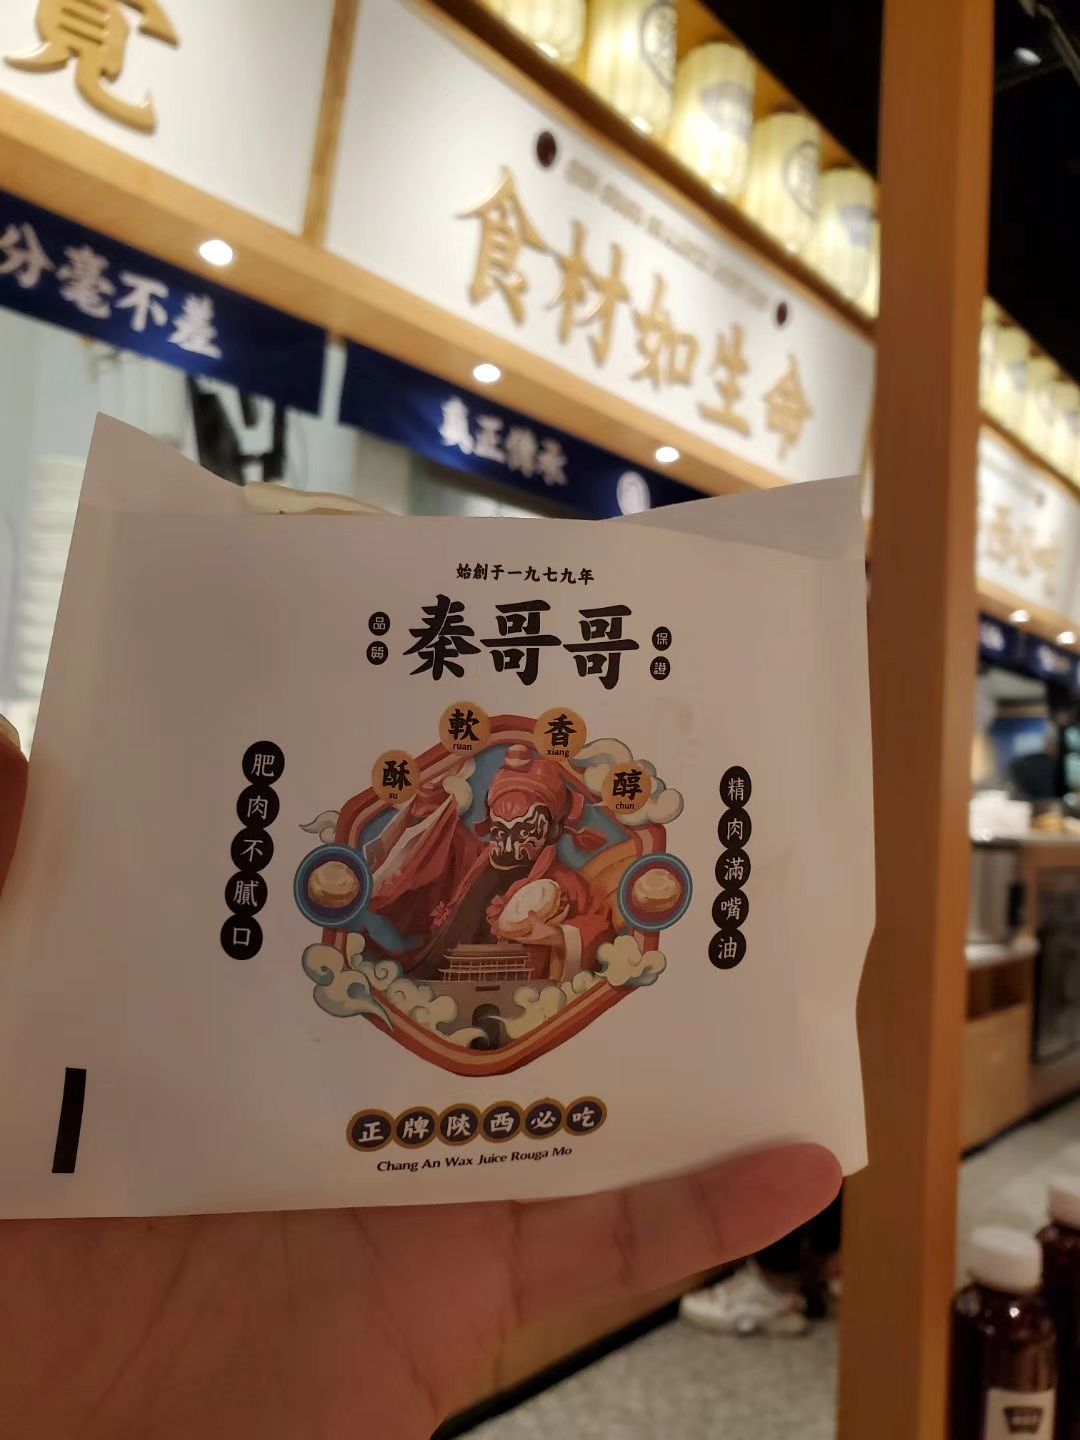 寬
食材如生命
分毫不差
真正傳承
始創于一九七九年
品質
秦哥哥
保證
酥
su
軟
ruan
香
xiang
醇
chun
肥肉不膩口
精肉滿嘴油
正牌陝西必吃
Chang An Wax Juice Rouga Mo